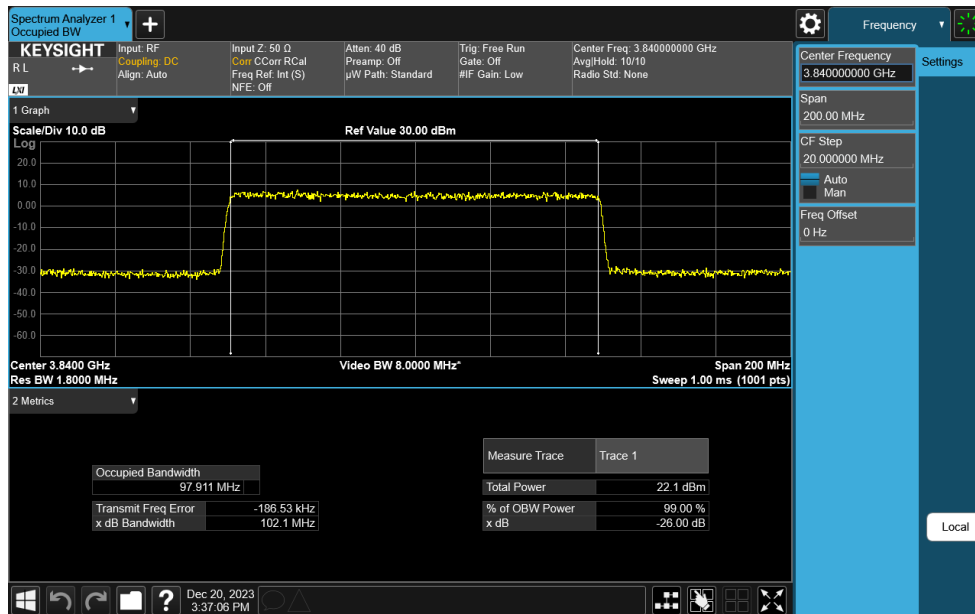 Spectrum Analyzer 1
Occupied BW
Frequency
KEYSIGHT
R L
LXI
Input: RF
Coupling: DC
Align: Auto
Input Z: 50 Ω
Corr CCorr RCal
Freq Ref: Int (S)
NFE: Off
Atten: 40 dB
Preamp: Off
µW Path: Standard
Trig: Free Run
Gate: Off
#IF Gain: Low
Center Freq: 3.840000000 GHz
Avg|Hold: 10/10
Radio Std: None
Center Frequency
3.840000000 GHz
Settings
Span
200.00 MHz
CF Step
20.000000 MHz
Auto
Man
Freq Offset
0 Hz
Local
1 Graph
Scale/Div 10.0 dB
Ref Value 30.00 dBm
Log
20.0
10.0
0.00
-10.0
-20.0
-30.0
-40.0
-50.0
-60.0
Center 3.8400 GHz
Video BW 8.0000 MHz*
Span 200 MHz
Res BW 1.8000 MHz
Sweep 1.00 ms (1001 pts)
2 Metrics
Measure Trace
Trace 1
Occupied Bandwidth
97.911 MHz
Total Power
22.1 dBm
Transmit Freq Error
-186.53 kHz
% of OBW Power
99.00 %
x dB Bandwidth
102.1 MHz
x dB
-26.00 dB
?
Dec 20, 2023
3:37:06 PM